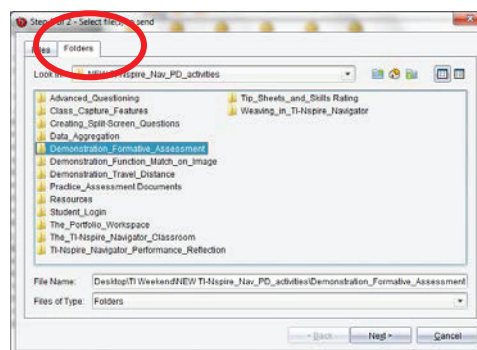 Step 1 of 2 - Select file(s) to send
Files Folders
Look in: NEW TI-Nspire_Nav_PD_activities
Advanced_Questioning
Class_Capture_Features
Creating_Split-Screen_Questions
Data_Aggregation
Demonstration_Formative_Assessment
Demonstration_Function_Match_on_Image
Demonstration_Travel_Distance
Practice_Assessment Documents
Resources
Student_Login
The_Portfolio_Workspace
The_TI-Nspire_Navigator_Classroom
TI-Nspire_Navigator_Performance_Reflection
Tip_Sheets_and_Skills Rating
Weaving_in_TI-Nspire_Navigator
File Name: Desktop\TI Weekend\NEW TI-Nspire_Nav_PD_activities\Demonstration_Formative_Assessment
Files of Type: Folders
< Back Next > Cancel